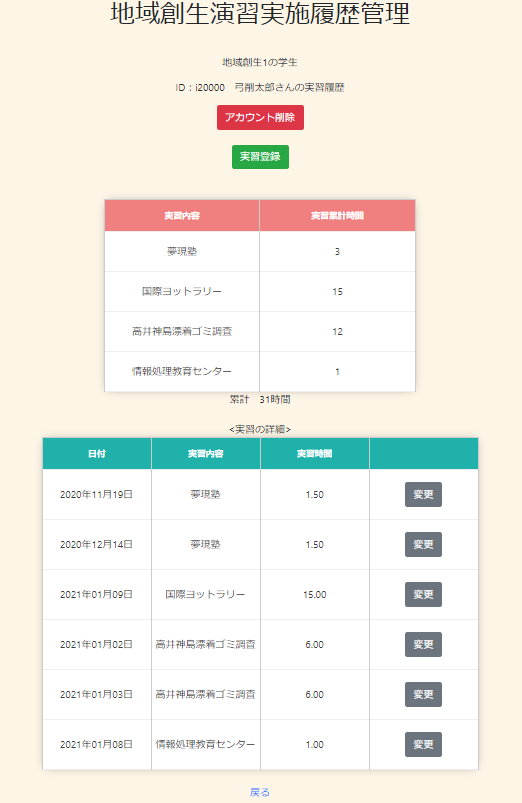 地域創生演習実施履歴管理
地域創生1の学生
ID：i20000　弓削太郎さんの実習履歴
アカウント削除
実習登録
実習内容 実習累計時間
夢現塾 3
国際ヨットラリー 15
高井神島漂着ゴミ調査 12
情報処理教育センター 1
累計　31時間
<実習の詳細>
日付 実習内容 実習時間
2020年11月19日 夢現塾 1.50 変更
2020年12月14日 夢現塾 1.50 変更
2021年01月09日 国際ヨットラリー 15.00 変更
2021年01月02日 高井神島漂着ゴミ調査 6.00 変更
2021年01月03日 高井神島漂着ゴミ調査 6.00 変更
2021年01月08日 情報処理教育センター 1.00 変更
戻る